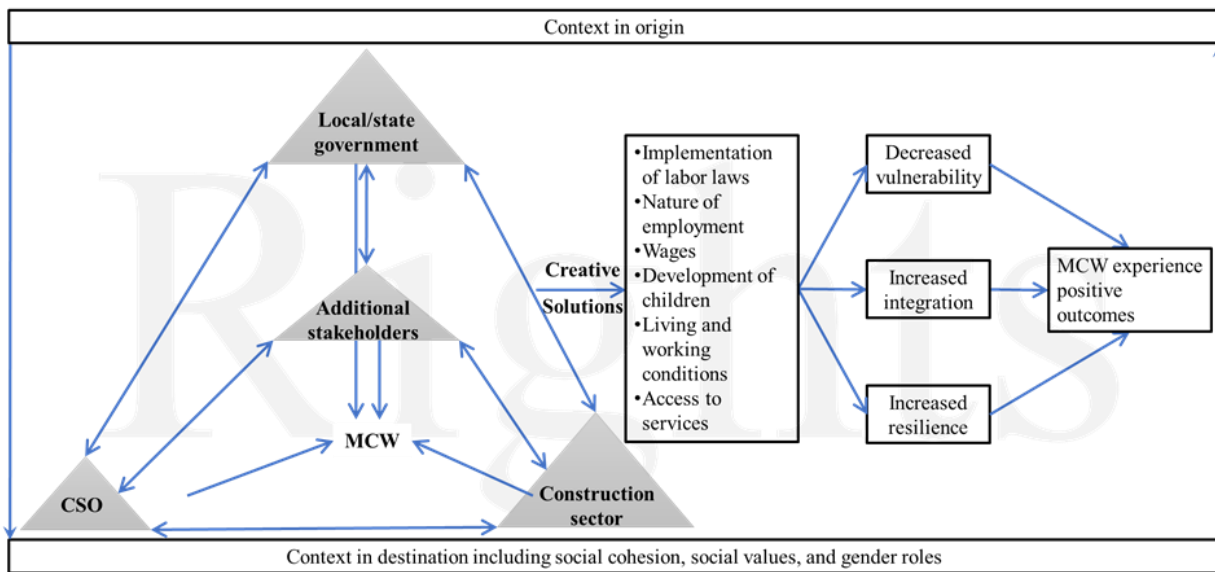 Context in origin
Local/state
government
Additional
stakeholders
MCW
CSO
Construction
sector
Creative
Solutions
•Implementation
of labor laws
•Nature of
employment
•Wages
•Development of
children
•Living and
working
conditions
•Access to
services
Decreased
vulnerability
Increased
integration
Increased
resilience
MCW experience
positive
outcomes
Context in destination including social cohesion, social values, and gender roles
Rights